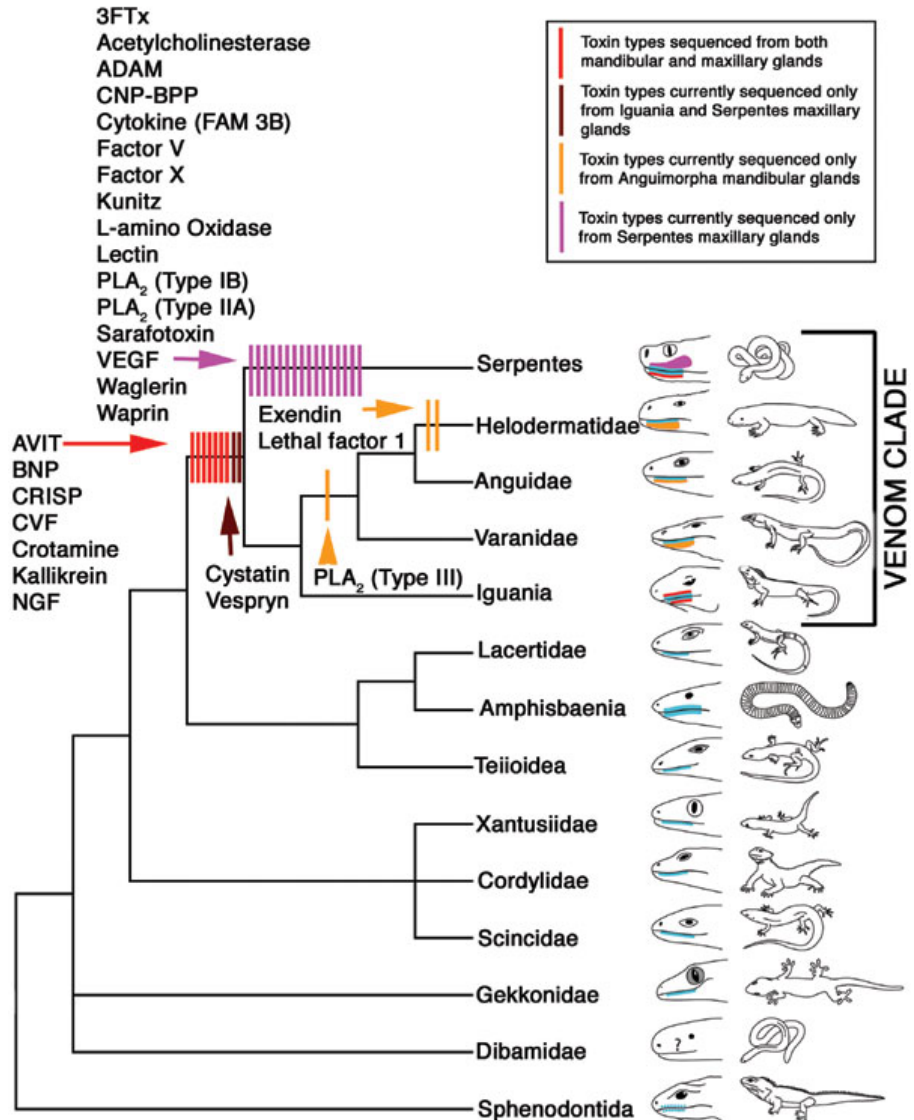 3FTx
Acetylcholinesterase
ADAM
CNP-BPP
Cytokine (FAM 3B)
Factor V
Factor X
Kunitz
L-amino Oxidase
Lectin
PLA₂ (Type IB)
PLA₂ (Type IIA)
Sarafotoxin
VEGF
Waglerin
Waprin
Toxin types sequenced from both
mandibular and maxillary glands
Toxin types currently sequenced only
from Iguania and Serpentes maxillary
glands
Toxin types currently sequenced only
from Anguimorpha mandibular glands
Toxin types currently sequenced only
from Serpentes maxillary glands
AVIT
BNP
CRISP
CVF
Crotamine
Kallikrein
NGF
Exendin
Lethal factor 1
Cystatin
Vespryn
PLA₂ (Type III)
Serpentes
Helodermatidae
Anguidae
Varanidae
Iguania
Lacertidae
Amphisbaenia
Teiioidea
Xantusiidae
Cordylidae
Scincidae
Gekkonidae
Dibamidae
?
Sphenodontida
VENOM CLADE